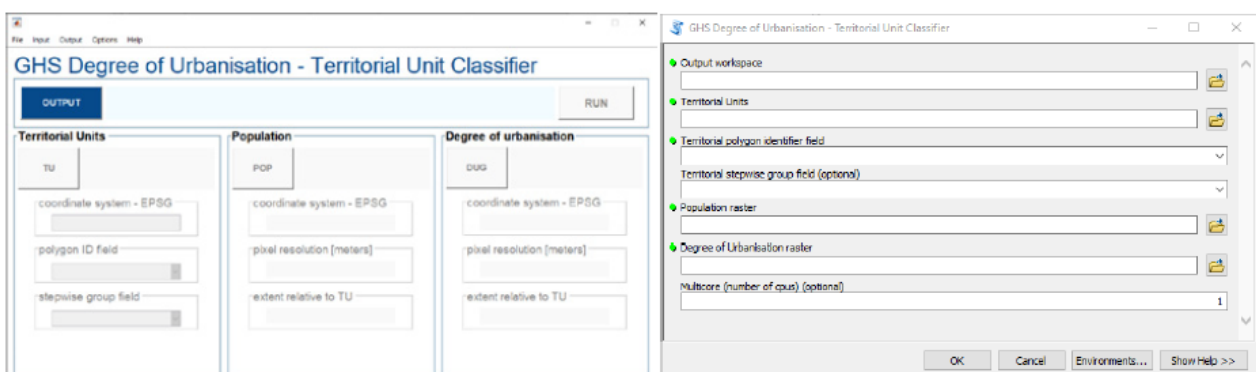 File Input Output Options Help
GHS Degree of Urbanisation - Territorial Unit Classifier
OUTPUT
RUN
Territorial Units
TU
coordinate system - EPSG
polygon ID field
stepwise group field
Population
POP
coordinate system - EPSG
pixel resolution [meters]
extent relative to TU
Degree of urbanisation
DUG
coordinate system - EPSG
pixel resolution [meters]
extent relative to TU
GHS Degree of Urbanisation - Territorial Unit Classifier
Output workspace
Territorial Units
Territorial polygon identifier field
Territorial stepwise group field (optional)
Population raster
Degree of Urbanisation raster
Multicore (number of cpus) (optional)
1
OK Cancel Environments... Show Help >>